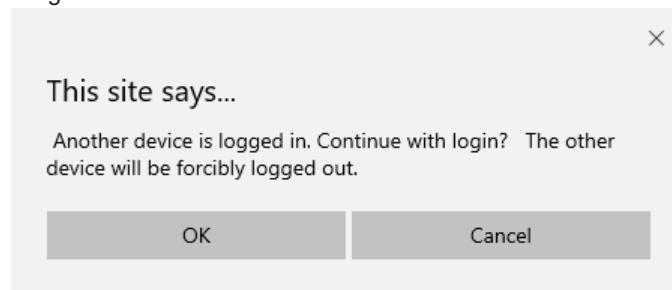 This site says...
Another device is logged in. Continue with login?   The other
device will be forcibly logged out.
OK
Cancel